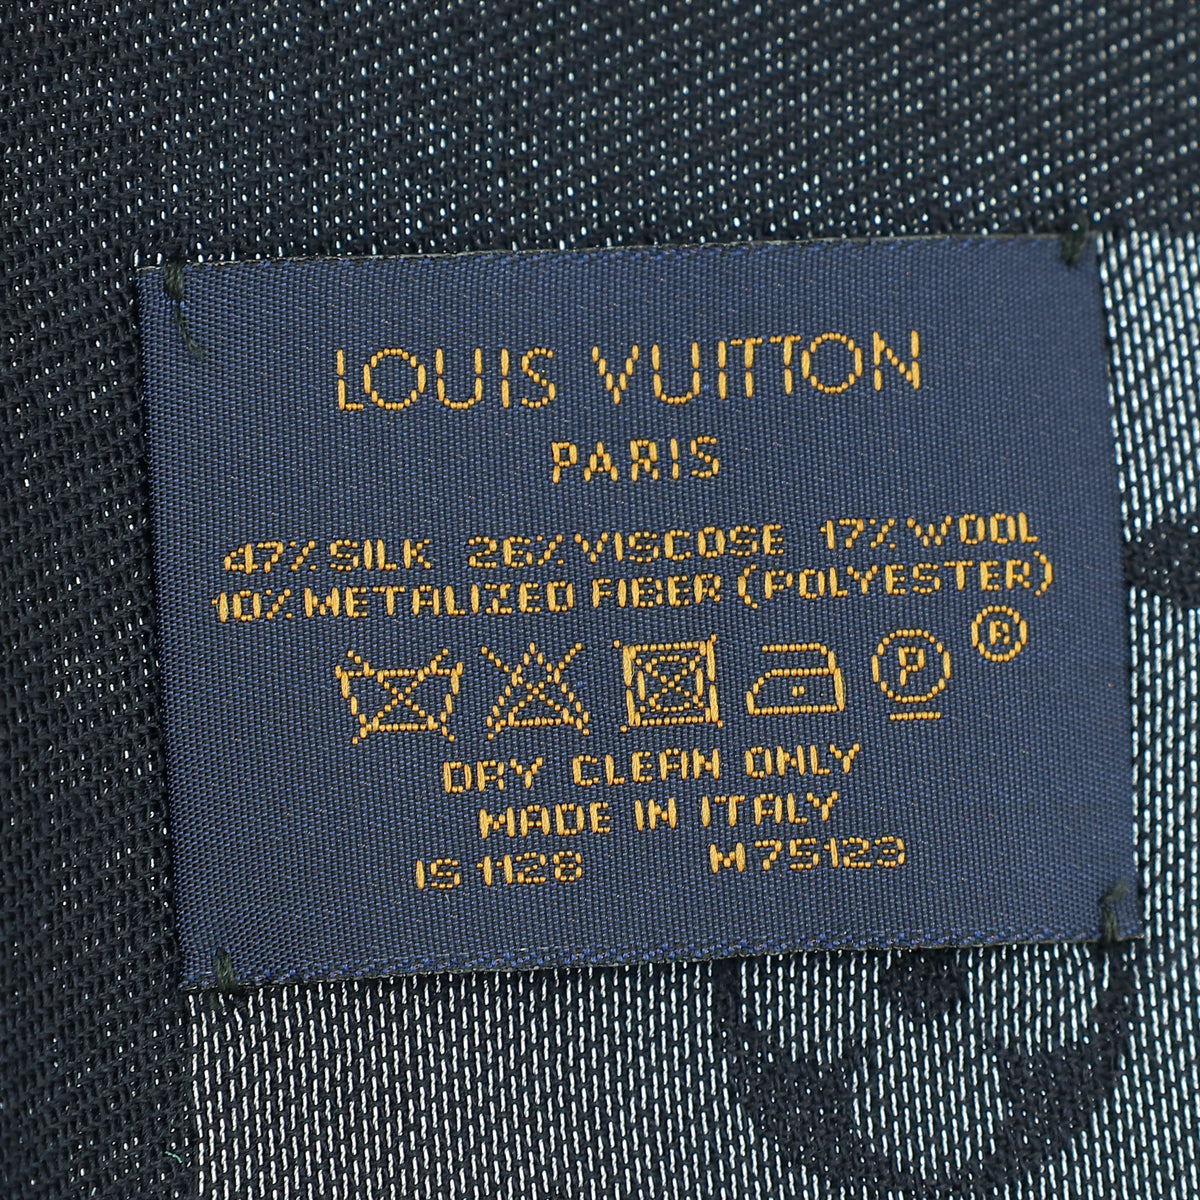 LOUIS VUITTON
PARIS
47% SILK 26% VISCOSE 17% WOOL
10% METALIZED FIBER (POLYESTER)
P ®
DRY CLEAN ONLY
MADE IN ITALY
IS 1128 M75123